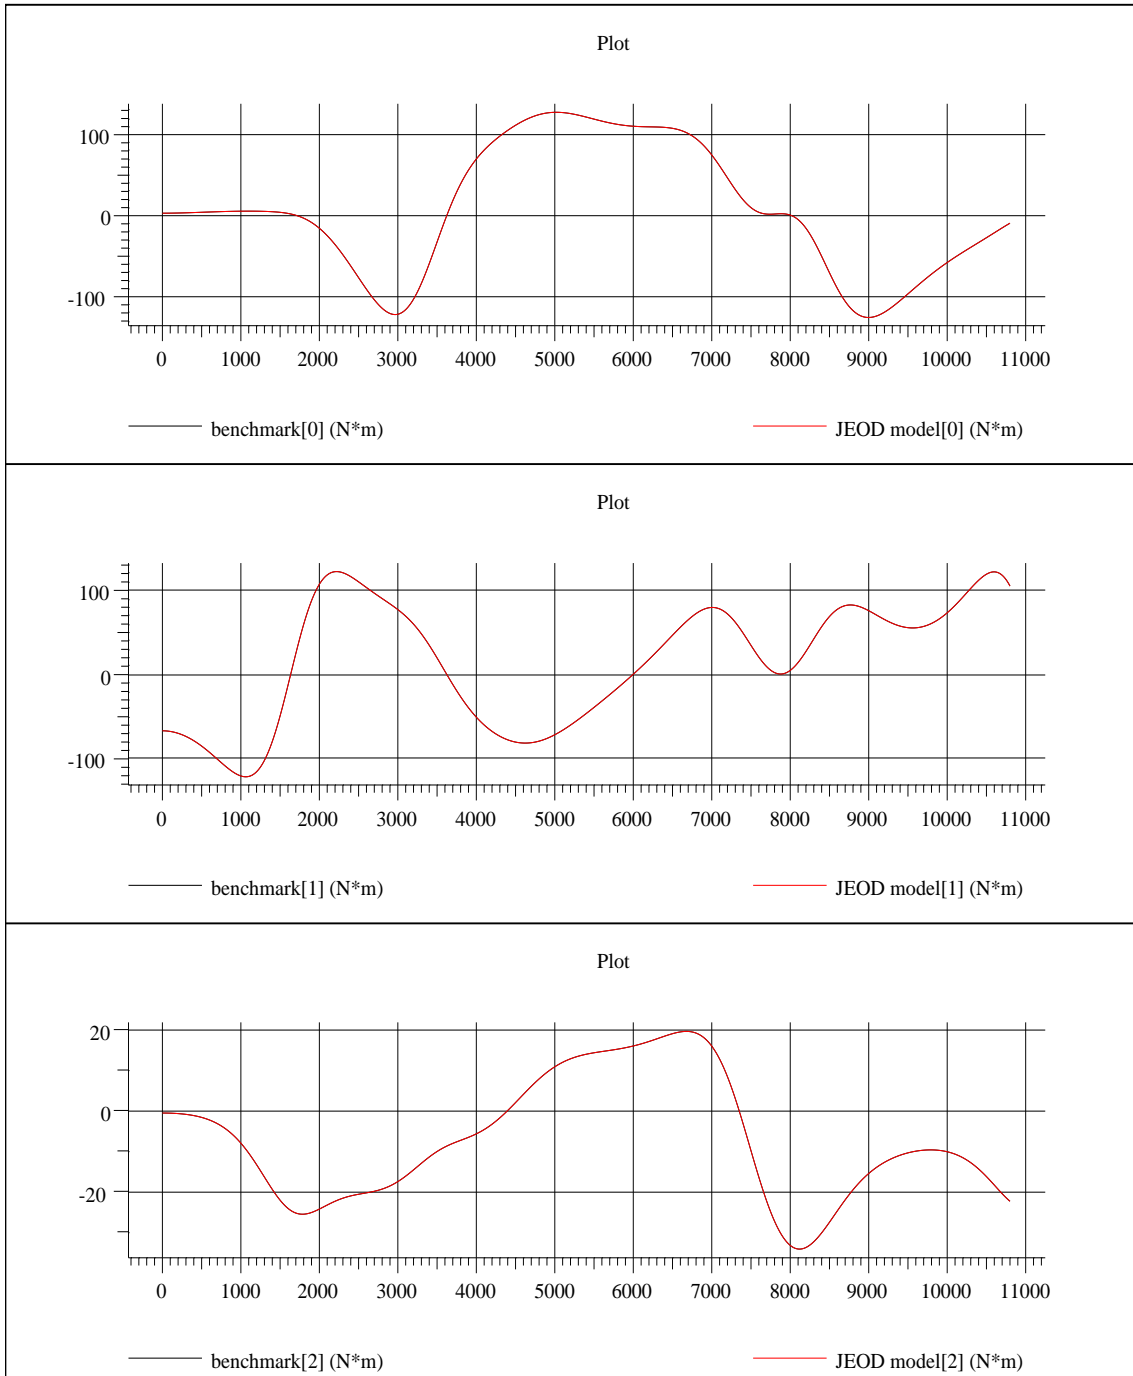 Plot
100
0
-100
0 1000 2000 3000 4000 5000 6000 7000 8000 9000 10000 11000
benchmark[0] (N*m) JEOD model[0] (N*m)
Plot
100
0
-100
0 1000 2000 3000 4000 5000 6000 7000 8000 9000 10000 11000
benchmark[1] (N*m) JEOD model[1] (N*m)
Plot
20
0
-20
0 1000 2000 3000 4000 5000 6000 7000 8000 9000 10000 11000
benchmark[2] (N*m) JEOD model[2] (N*m)